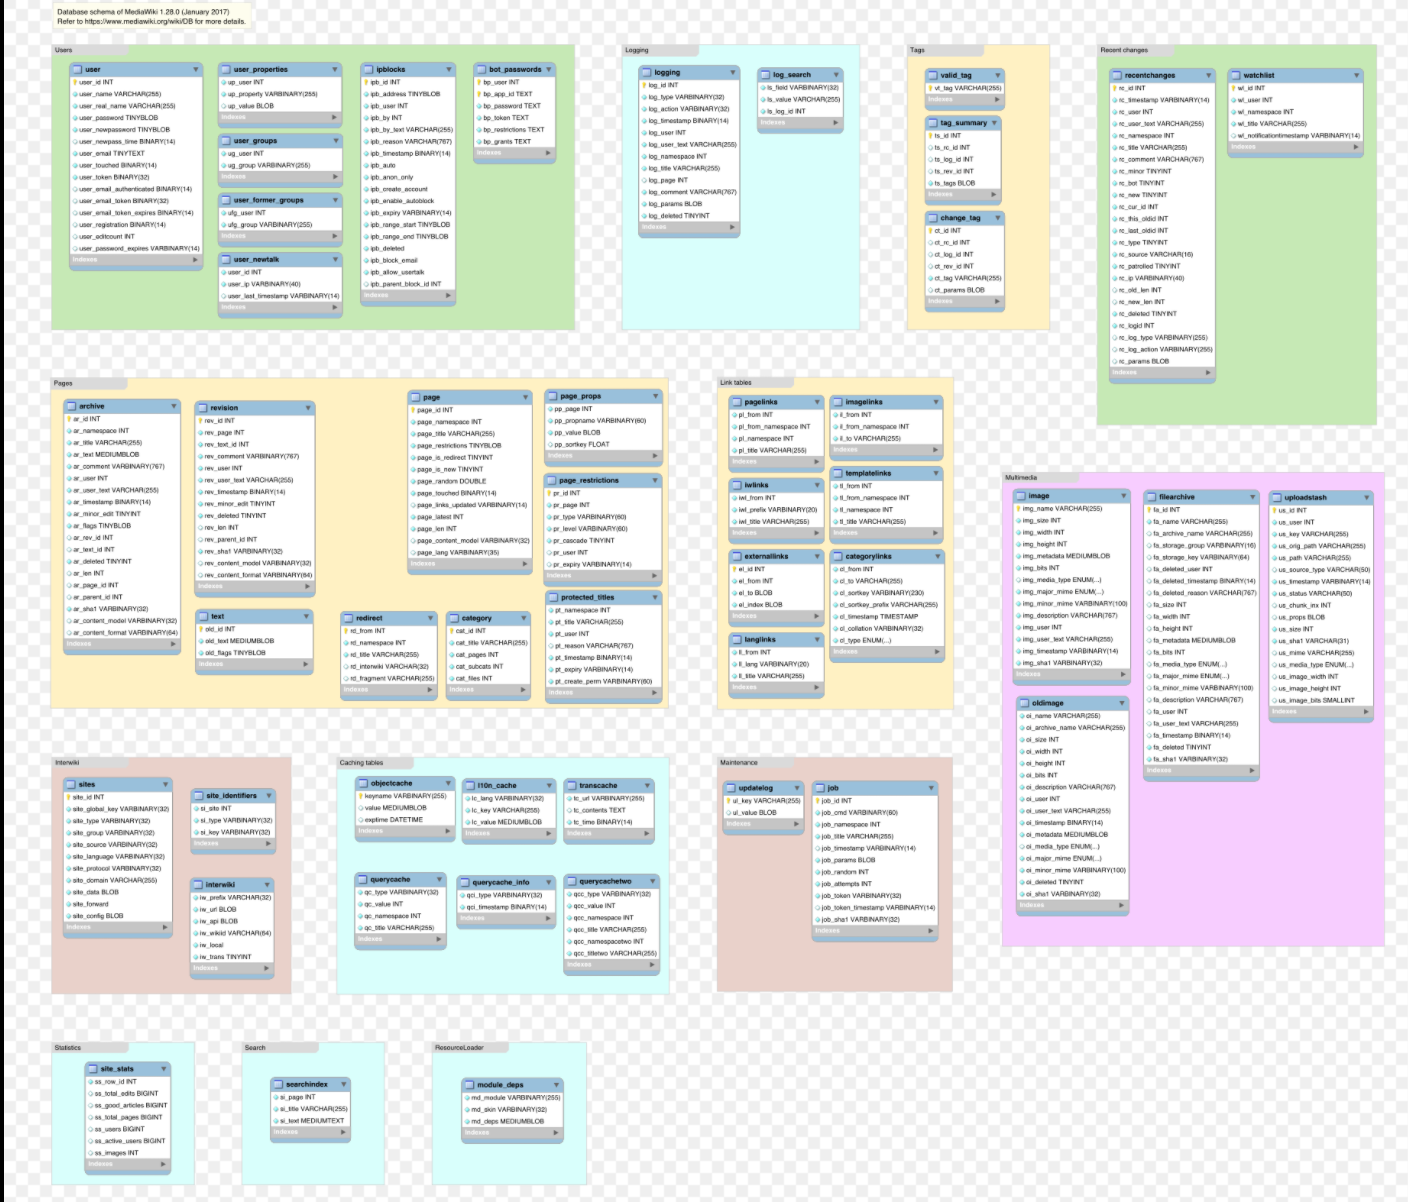 Database schema of MediaWiki 1.28.0 (January 2017)
Refer to https://www.mediawiki.org/wiki/DB for more details.
Users
user
user_id INT
user_name VARCHAR(255)
user_real_name VARCHAR(255)
user_password TINYBLOB
user_newpassword TINYBLOB
user_newpass_time BINARY(14)
user_email TINYTEXT
user_touched BINARY(14)
user_token BINARY(32)
user_email_authenticated BINARY(14)
user_email_token BINARY(32)
user_email_token_expires BINARY(14)
user_registration BINARY(14)
user_editcount INT
user_password_expires VARBINARY(14)
Indexes
user_properties
up_user INT
up_property VARBINARY(255)
up_value BLOB
Indexes
user_groups
ug_user INT
ug_group VARBINARY(255)
Indexes
user_former_groups
ufg_user INT
ufg_group VARBINARY(255)
Indexes
user_newtalk
user_id INT
user_ip VARBINARY(40)
user_last_timestamp VARBINARY(14)
Indexes
ipblocks
ipb_id INT
ipb_address TINYBLOB
ipb_user INT
ipb_by INT
ipb_by_text VARCHAR(255)
ipb_reason VARCHAR(767)
ipb_timestamp BINARY(14)
ipb_auto
ipb_anon_only
ipb_create_account
ipb_enable_autoblock
ipb_expiry VARBINARY(14)
ipb_range_start TINYBLOB
ipb_range_end TINYBLOB
ipb_deleted
ipb_block_email
ipb_allow_usertalk
ipb_parent_block_id INT
Indexes
bot_passwords
bp_user INT
bp_app_id TEXT
bp_password TEXT
bp_token TEXT
bp_restrictions TEXT
bp_grants TEXT
Indexes
Logging
logging
log_id INT
log_type VARBINARY(32)
log_action VARBINARY(32)
log_timestamp BINARY(14)
log_user INT
log_user_text VARCHAR(255)
log_namespace INT
log_title VARCHAR(255)
log_page INT
log_comment VARCHAR(767)
log_params BLOB
log_deleted TINYINT
Indexes
log_search
ls_field VARBINARY(32)
ls_value VARCHAR(255)
ls_log_id INT
Indexes
Tags
valid_tag
vt_tag VARCHAR(255)
Indexes
tag_summary
ts_id INT
ts_rc_id INT
ts_log_id INT
ts_rev_id INT
ts_tags BLOB
Indexes
change_tag
ct_id INT
ct_rc_id INT
ct_log_id INT
ct_rev_id INT
ct_tag VARCHAR(255)
ct_params BLOB
Indexes
Recent changes
recentchanges
rc_id INT
rc_timestamp VARBINARY(14)
rc_user INT
rc_user_text VARCHAR(255)
rc_namespace INT
rc_title VARCHAR(255)
rc_comment VARCHAR(767)
rc_minor TINYINT
rc_bot TINYINT
rc_new TINYINT
rc_cur_id INT
rc_this_oldid INT
rc_last_oldid INT
rc_type TINYINT
rc_source VARCHAR(16)
rc_patrolled TINYINT
rc_ip VARBINARY(40)
rc_old_len INT
rc_new_len INT
rc_deleted TINYINT
rc_logid INT
rc_log_type VARBINARY(255)
rc_log_action VARBINARY(255)
rc_params BLOB
Indexes
watchlist
wl_id INT
wl_user INT
wl_namespace INT
wl_title VARCHAR(255)
wl_notificationtimestamp VARBINARY(14)
Indexes
Pages
archive
ar_id INT
ar_namespace INT
ar_title VARCHAR(255)
ar_text MEDIUMBLOB
ar_comment VARBINARY(767)
ar_user INT
ar_user_text VARCHAR(255)
ar_timestamp BINARY(14)
ar_minor_edit TINYINT
ar_flags TINYBLOB
ar_rev_id INT
ar_text_id INT
ar_deleted TINYINT
ar_len INT
ar_page_id INT
ar_parent_id INT
ar_sha1 VARBINARY(32)
ar_content_model VARBINARY(32)
ar_content_format VARBINARY(64)
Indexes
revision
rev_id INT
rev_page INT
rev_text_id INT
rev_comment VARBINARY(767)
rev_user INT
rev_user_text VARCHAR(255)
rev_timestamp BINARY(14)
rev_minor_edit TINYINT
rev_deleted TINYINT
rev_len INT
rev_parent_id INT
rev_sha1 VARBINARY(32)
rev_content_model VARBINARY(32)
rev_content_format VARBINARY(64)
Indexes
text
old_id INT
old_text MEDIUMBLOB
old_flags TINYBLOB
Indexes
page
page_id INT
page_namespace INT
page_title VARCHAR(255)
page_restrictions TINYBLOB
page_is_redirect TINYINT
page_is_new TINYINT
page_random DOUBLE
page_touched BINARY(14)
page_links_updated VARBINARY(14)
page_latest INT
page_len INT
page_content_model VARBINARY(32)
page_lang VARBINARY(35)
Indexes
page_props
pp_page INT
pp_propname VARBINARY(60)
pp_value BLOB
pp_sortkey FLOAT
Indexes
page_restrictions
pr_id INT
pr_page INT
pr_type VARBINARY(60)
pr_level VARBINARY(60)
pr_cascade TINYINT
pr_user INT
pr_expiry VARBINARY(14)
Indexes
redirect
rd_from INT
rd_namespace INT
rd_title VARCHAR(255)
rd_interwiki VARCHAR(32)
rd_fragment VARCHAR(255)
Indexes
category
cat_id INT
cat_title VARCHAR(255)
cat_pages INT
cat_subcats INT
cat_files INT
Indexes
protected_titles
pt_namespace INT
pt_title VARCHAR(255)
pt_user INT
pt_reason VARCHAR(767)
pt_timestamp BINARY(14)
pt_expiry VARBINARY(14)
pt_create_perm VARBINARY(60)
Indexes
Link tables
pagelinks
pl_from INT
pl_from_namespace INT
pl_namespace INT
pl_title VARCHAR(255)
Indexes
imagelinks
il_from INT
il_from_namespace INT
il_to VARCHAR(255)
Indexes
iwlinks
iwl_from INT
iwl_prefix VARBINARY(20)
iwl_title VARCHAR(255)
Indexes
templatelinks
tl_from INT
tl_from_namespace INT
tl_namespace INT
tl_title VARCHAR(255)
Indexes
externallinks
el_id INT
el_from INT
el_to BLOB
el_index BLOB
Indexes
categorylinks
cl_from INT
cl_to VARCHAR(255)
cl_sortkey VARBINARY(230)
cl_sortkey_prefix VARCHAR(255)
cl_timestamp TIMESTAMP
cl_collation VARBINARY(32)
cl_type ENUM(...)
Indexes
langlinks
ll_from INT
ll_lang VARBINARY(20)
ll_title VARCHAR(255)
Indexes
Multimedia
image
img_name VARCHAR(255)
img_size INT
img_width INT
img_height INT
img_metadata MEDIUMBLOB
img_bits INT
img_media_type ENUM(...)
img_major_mime ENUM(...)
img_minor_mime VARBINARY(100)
img_description VARCHAR(767)
img_user INT
img_user_text VARCHAR(255)
img_timestamp VARBINARY(14)
img_sha1 VARBINARY(32)
Indexes
filearchive
fa_id INT
fa_name VARCHAR(255)
fa_archive_name VARCHAR(255)
fa_storage_group VARBINARY(16)
fa_storage_key VARBINARY(64)
fa_deleted_user INT
fa_deleted_timestamp BINARY(14)
fa_deleted_reason VARCHAR(767)
fa_size INT
fa_width INT
fa_height INT
fa_metadata MEDIUMBLOB
fa_bits INT
fa_media_type ENUM(...)
fa_major_mime ENUM(...)
fa_minor_mime VARBINARY(100)
fa_description VARCHAR(767)
fa_user INT
fa_user_text VARCHAR(255)
fa_timestamp BINARY(14)
fa_deleted TINYINT
fa_sha1 VARBINARY(32)
Indexes
uploadstash
us_id INT
us_user INT
us_key VARCHAR(255)
us_orig_path VARCHAR(255)
us_path VARCHAR(255)
us_source_type VARCHAR(50)
us_timestamp VARBINARY(14)
us_status VARCHAR(50)
us_chunk_inx INT
us_props BLOB
us_size INT
us_sha1 VARCHAR(31)
us_mime VARCHAR(255)
us_media_type ENUM(...)
us_image_width INT
us_image_height INT
us_image_bits SMALLINT
Indexes
oldimage
oi_name VARCHAR(255)
oi_archive_name VARCHAR(255)
oi_size INT
oi_width INT
oi_height INT
oi_bits INT
oi_description VARCHAR(767)
oi_user INT
oi_user_text VARCHAR(255)
oi_timestamp BINARY(14)
oi_metadata MEDIUMBLOB
oi_media_type ENUM(...)
oi_major_mime ENUM(...)
oi_minor_mime VARBINARY(100)
oi_deleted TINYINT
oi_sha1 VARBINARY(32)
Indexes
Interwiki
sites
site_id INT
site_global_key VARBINARY(32)
site_type VARBINARY(32)
site_group VARBINARY(32)
site_source VARBINARY(32)
site_language VARBINARY(32)
site_protocol VARBINARY(32)
site_domain VARCHAR(255)
site_data BLOB
site_forward
site_config BLOB
Indexes
site_identifiers
si_site INT
si_type VARBINARY(32)
si_key VARBINARY(32)
Indexes
interwiki
iw_prefix VARCHAR(32)
iw_url BLOB
iw_api BLOB
iw_wikiid VARCHAR(64)
iw_local
iw_trans TINYINT
Indexes
Caching tables
objectcache
keyname VARBINARY(255)
value MEDIUMBLOB
exptime DATETIME
Indexes
l10n_cache
lc_lang VARBINARY(32)
lc_key VARCHAR(255)
lc_value MEDIUMBLOB
Indexes
transcache
tc_url VARBINARY(255)
tc_contents TEXT
tc_time BINARY(14)
Indexes
querycache
qc_type VARBINARY(32)
qc_value INT
qc_namespace INT
qc_title VARCHAR(255)
Indexes
querycache_info
qci_type VARBINARY(32)
qci_timestamp BINARY(14)
Indexes
querycachetwo
qcc_type VARBINARY(32)
qcc_value INT
qcc_namespace INT
qcc_title VARCHAR(255)
qcc_namespacetwo INT
qcc_titletwo VARCHAR(255)
Indexes
Maintenance
updatelog
ul_key VARCHAR(255)
ul_value BLOB
Indexes
job
job_id INT
job_cmd VARBINARY(60)
job_namespace INT
job_title VARCHAR(255)
job_timestamp VARBINARY(14)
job_params BLOB
job_random INT
job_attempts INT
job_token VARBINARY(32)
job_token_timestamp VARBINARY(14)
job_sha1 VARBINARY(32)
Indexes
Statistics
site_stats
ss_row_id INT
ss_total_edits BIGINT
ss_good_articles BIGINT
ss_total_pages BIGINT
ss_users BIGINT
ss_active_users BIGINT
ss_images INT
Indexes
Search
searchindex
si_page INT
si_title VARCHAR(255)
si_text MEDIUMTEXT
Indexes
ResourceLoader
module_deps
md_module VARBINARY(255)
md_skin VARBINARY(32)
md_deps MEDIUMBLOB
Indexes